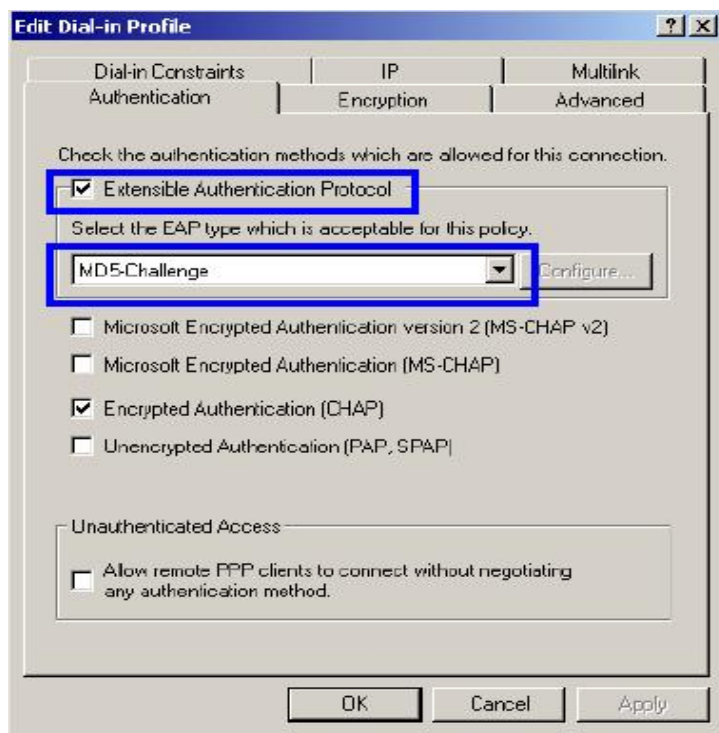 Edit Dial-in Profile
Dial-in Constraints IP Multilink
Authentication Encryption Advanced
Check the authentication methods which are allowed for this connection.
Extensible Authentication Protocol
Select the EAP type which is acceptable for this policy.
MD5-Challenge Configure...
Microsoft Encrypted Authentication version 2 (MS-CHAP v2)
Microsoft Encrypted Authentication (MS-CHAP)
Encrypted Authentication (CHAP)
Unencrypted Authentication (PAP, SPAP)
Unauthenticated Access
Allow remote PPP clients to connect without negotiating
any authentication method.
OK Cancel Apply